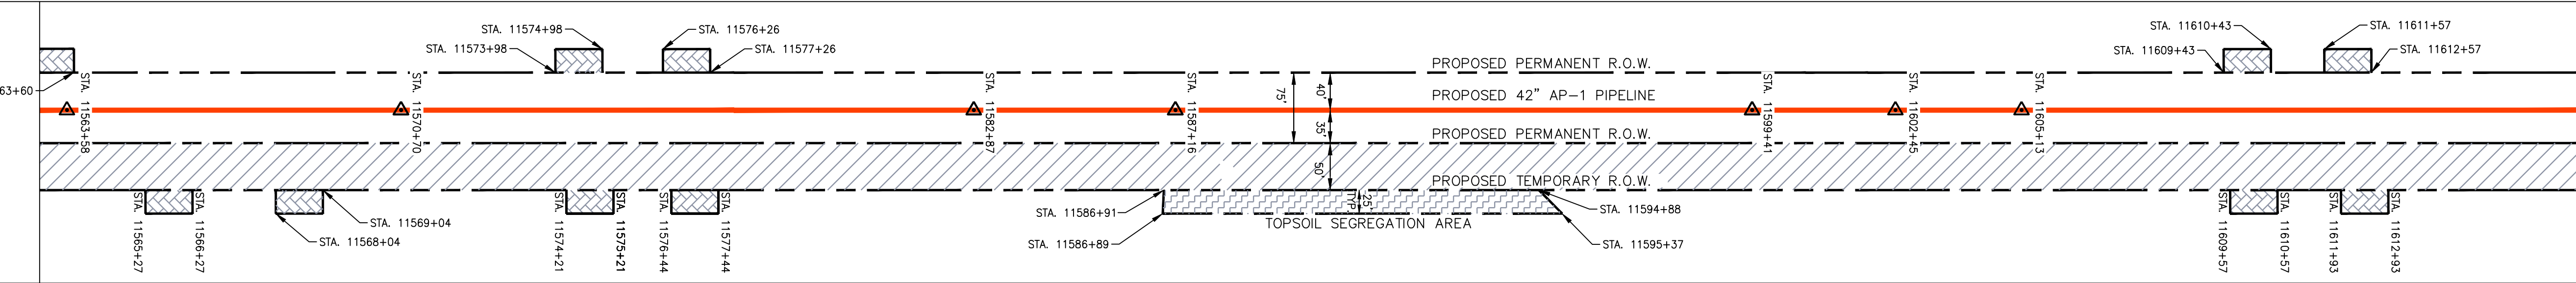 63+60
STA. 11563+58
STA. 11570+70
STA. 11573+98
STA. 11574+98
STA. 11576+26
STA. 11577+26
STA. 11582+87
STA. 11587+16
75'
40'
35'
50'
PROPOSED PERMANENT R.O.W.
PROPOSED 42" AP-1 PIPELINE
PROPOSED PERMANENT R.O.W.
PROPOSED TEMPORARY R.O.W.
STA. 11599+41
STA. 11602+45
STA. 11605+13
STA. 11609+43
STA. 11610+43
STA. 11611+57
STA. 11612+57
STA. 11565+27
STA. 11566+27
STA. 11568+04
STA. 11569+04
STA. 11574+21
STA. 11575+21
STA. 11576+44
STA. 11577+44
STA. 11586+91
STA. 11586+89
25'
TYP.
TOPSOIL SEGREGATION AREA
STA. 11594+88
STA. 11595+37
STA. 11609+57
STA. 11610+57
STA. 11611+93
STA. 11612+93